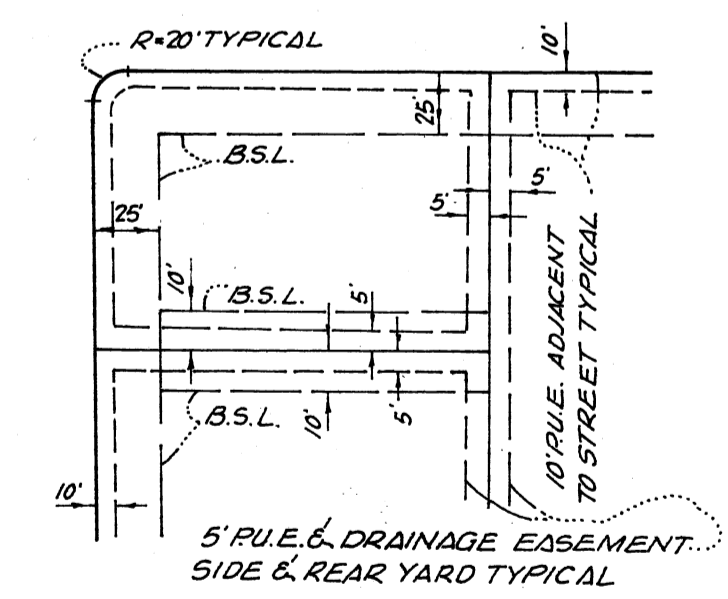 R=20' TYPICAL
10'
25'
B.S.L.
5'
5'
25'
10'
B.S.L.
5'
10' P.U.E. ADJACENT
TO STREET TYPICAL
B.S.L.
10'
5'
10'
5' P.U.E. & DRAINAGE EASEMENT
SIDE & REAR YARD TYPICAL